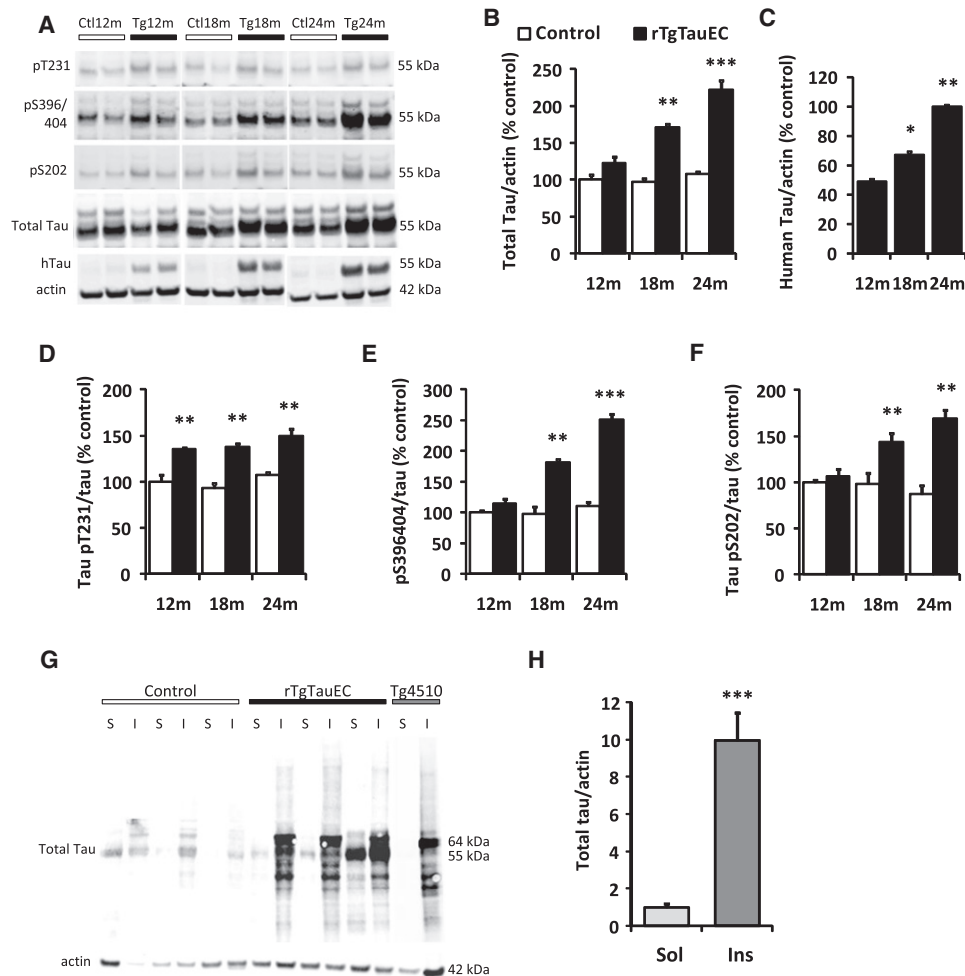 A
Ctl12m Tg12m Ctl18m Tg18m Ctl24m Tg24m
pT231
55 kDa
pS396/
404
55 kDa
pS202
55 kDa
Total Tau
55 kDa
hTau
55 kDa
actin
42 kDa
B
Control rTgTauEC
Total Tau/actin (% control)
250
200
150
100
50
0
**
***
12m 18m 24m
C
Human Tau/actin (% control)
120
100
80
60
40
20
0
*
**
12m 18m 24m
D
Tau pT231/tau (% control)
200
150
100
50
0
** ** **
12m 18m 24m
E
pS396404/tau (% control)
300
250
200
150
100
50
0
**
***
12m 18m 24m
F
Tau pS202/tau (% control)
200
150
100
50
0
**
**
12m 18m 24m
G
Control rTgTauEC Tg4510
S I S I S I S I S I S I S I
Total Tau
64 kDa
55 kDa
actin
42 kDa
H
Total tau/actin
12
10
8
6
4
2
0
***
Sol Ins